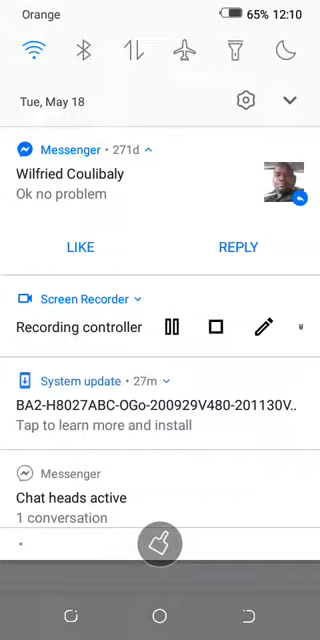 Orange 65% 12:10
Tue, May 18
Messenger • 271d
Wilfried Coulibaly
Ok no problem
LIKE REPLY
Screen Recorder
Recording controller
System update • 27m
BA2-H8027ABC-OGo-200929V480-201130V..
Tap to learn more and install
Messenger
Chat heads active
1 conversation